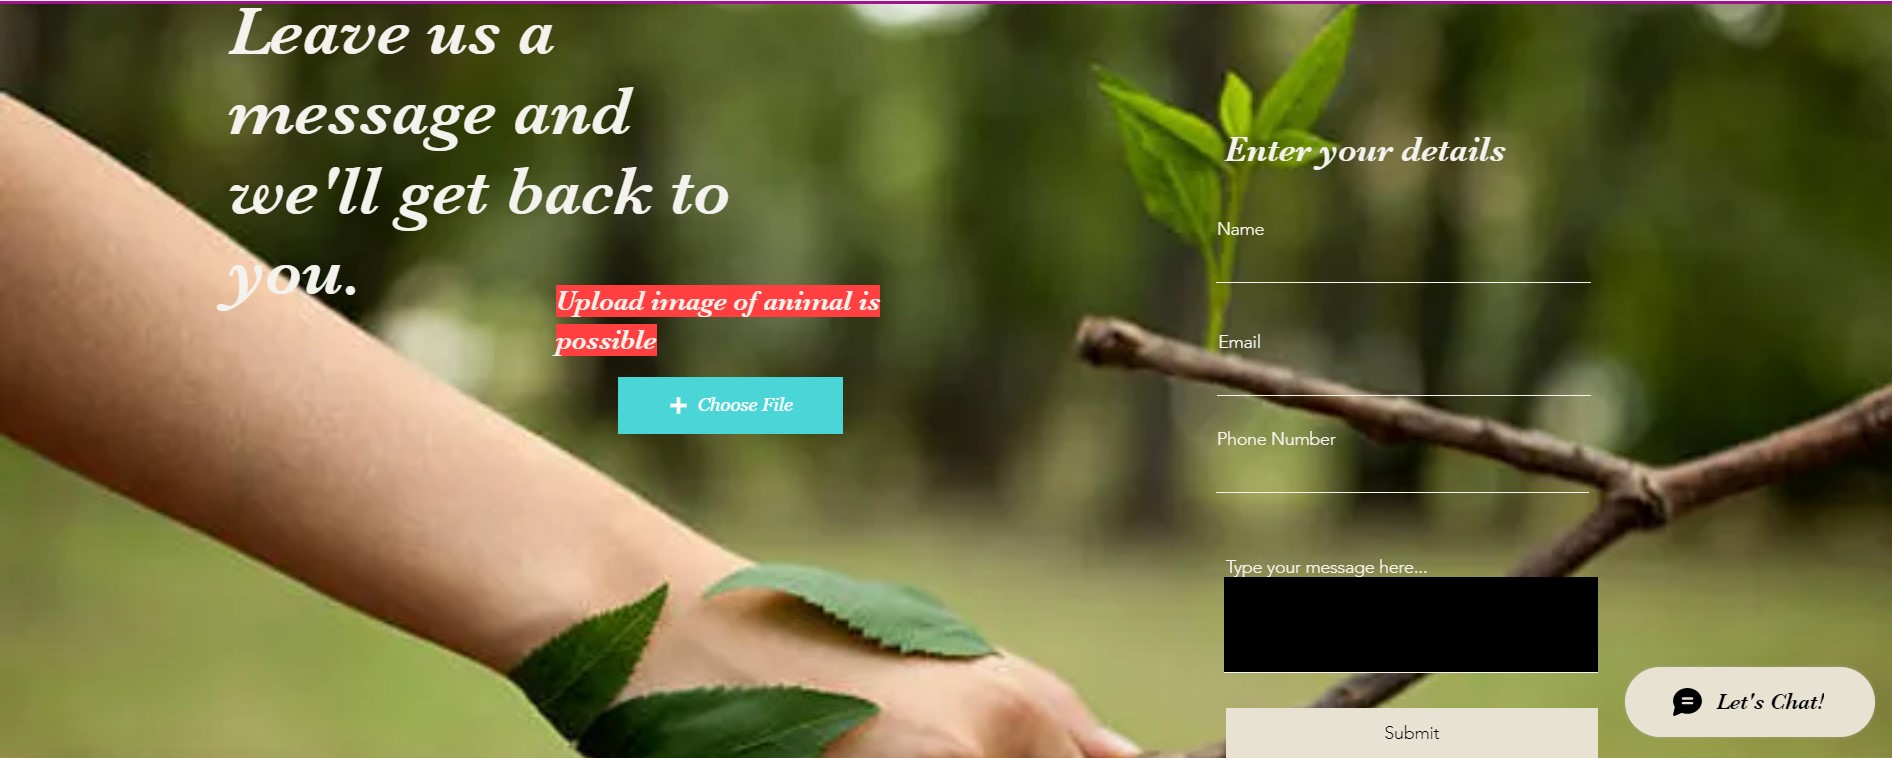 Leave us a
message and
we'll get back to
you.
Upload image of animal is
possible
Choose File
Enter your details
Name
Email
Phone Number
Type your message here...
Submit
Let's Chat!